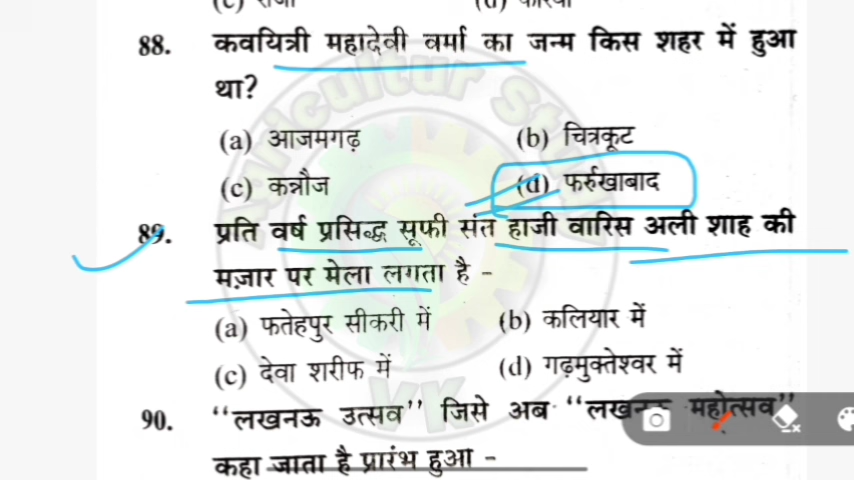 (c) राजा (d)
88. कवयित्री महादेवी वर्मा का जन्म किस शहर में हुआ
था?
(a) आजमगढ़ (b) चित्रकूट
(c) कन्नौज (d) फर्रुखाबाद
89. प्रति वर्ष प्रसिद्ध सूफी संत हाजी वारिस अली शाह की
मज़ार पर मेला लगता है -
(a) फतेहपुर सीकरी में (b) कलियार में
(c) देवा शरीफ में (d) गढ़मुक्तेश्वर में
90. ‘‘लखनऊ उत्सव’’ जिसे अब ‘‘लखनऊ महोत्सव’’
कहा जाता है प्रारंभ हुआ -
VK